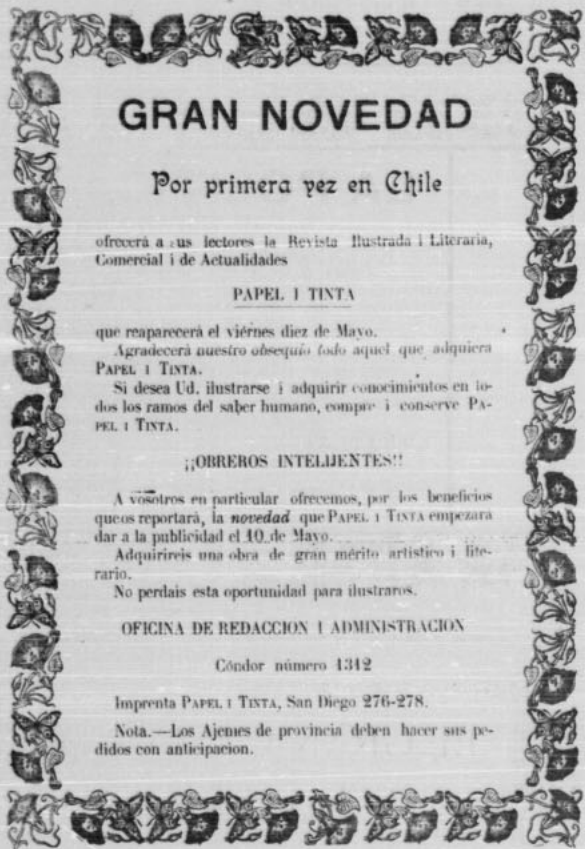 GRAN NOVEDAD
Por primera vez en Chile
ofrecerá a sus lectores la Revista Ilustrada i Literaria,
Comercial i de Actualidades
PAPEL I TINTA
que reaparecerá el viérnes diez de Mayo.
Agradecerá nuestro obsequio todo aquel que adquiera
PAPEL I TINTA.
Si desea Ud. ilustrarse i adquirir conocimientos en to-
dos los ramos del saber humano, compre i conserve PA-
PEL I TINTA.
¡¡OBREROS INTELIJENTES!!
A vosotros en particular ofrecemos, por los beneficios
que os reportará, la novedad que PAPEL I TINTA empezara
dar a la publicidad el 10 de Mayo.
Adquirireis una obra de gran mérito artístico i lite-
rario.
No perdais esta oportunidad para ilustraros.
OFICINA DE REDACCION I ADMINISTRACION
Cóndor número 1312
Imprenta PAPEL I TINTA, San Diego 276-278.
Nota.—Los Ajentes de provincia deben hacer sus pe-
didos con anticipacion.